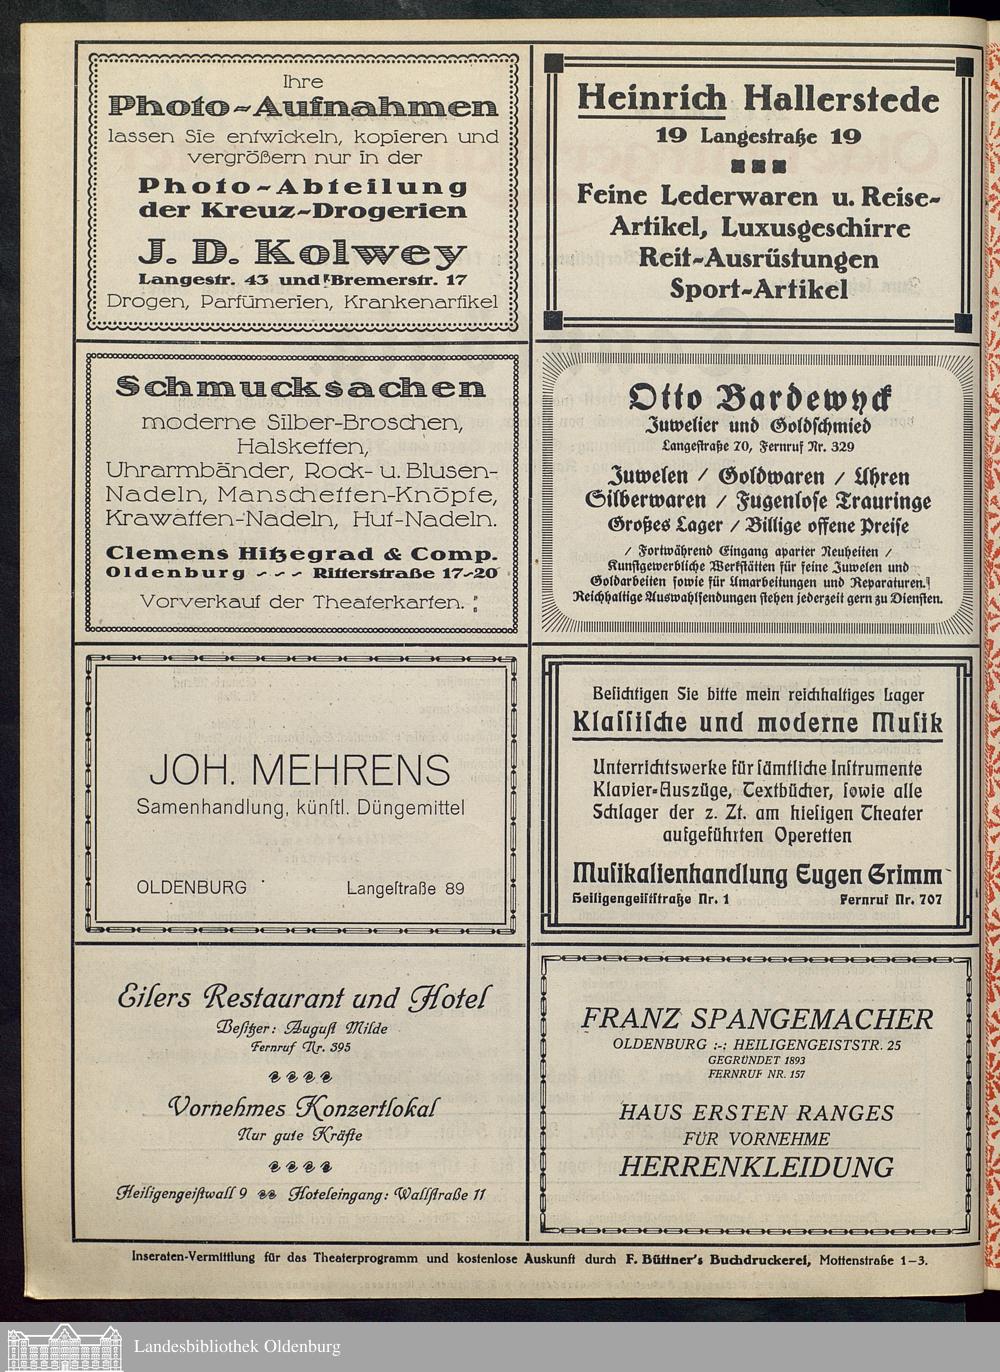 Ihre
Photo-Aufnahmen
lassen Sie entwickeln, kopieren und
vergrößern nur in der
Photo-Abteilung
der Kreuz-Drogerien
J. D. Kolwey
Langestr. 43 und Bremerstr. 17
Drogen, Parfümerien, Krankenartikel
Heinrich Hallerstede
19 Langestraße 19
Feine Lederwaren u. Reise-
Artikel, Luxusgeschirre
Reit-Ausrüstungen
Sport-Artikel
Schmucksachen
moderne Silber-Broschen,
Halsketten,
Uhrarmbänder, Rock- u. Blusen-
Nadeln, Manschetten-Knöpfe,
Krawatten-Nadeln, Hut-Nadeln.
Clemens Hitzegrad & Comp.
Oldenburg - - - Ritterstraße 17-20
Vorverkauf der Theaterkarten.
Otto Bardewyck
Juwelier und Goldschmied
Langestraße 70, Fernruf Nr. 329
Juwelen / Goldwaren / Uhren
Silberwaren / Fugenlose Trauringe
Großes Lager / Billige offene Preise
/ Fortwährend Eingang aparter Neuheiten /
Kunstgewerbliche Werkstätten für feine Juwelen und
Goldarbeiten sowie für Umarbeitungen und Reparaturen.
Reichhaltige Auswahlsendungen stehen jederzeit gern zu Diensten.
JOH. MEHRENS
Samenhandlung, künſtl. Düngemittel
OLDENBURG Langeſtraße 89
Beſichtigen Sie bitte mein reichhaltiges Lager
Klaſſiſche und moderne Muſik
Unterrichtswerke für ſämtliche Inſtrumente
Klavier-Auszüge, Textbücher, ſowie alle
Schlager der z. Zt. am hieſigen Theater
aufgeführten Operetten
Muſikalienhandlung Eugen Grimm
Heiligengeiſtſtraße Nr. 1 Fernruf Nr. 707
Eilers Restaurant und Hotel
Beſitzer: Auguſt Milde
Fernruf Nr. 395
Vornehmes Konzertlokal
Nur gute Kräfte
Heiligengeiſtwall 9 Hoteleingang: Wallſtraße 11
FRANZ SPANGEMACHER
OLDENBURG :-: HEILIGENGEISTSTR. 25
GEGRÜNDET 1893
FERNRUF NR. 157
HAUS ERSTEN RANGES
FÜR VORNEHME
HERRENKLEIDUNG
Inseraten-Vermittlung für das Theaterprogramm und kostenlose Auskunft durch F. Büttner's Buchdruckerei, Mottenstraße 1-3.
Landesbibliothek Oldenburg